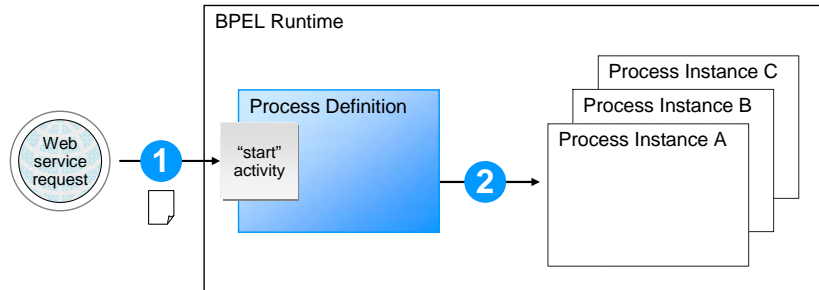 BPEL Runtime
Web
service
request
1
"start"
activity
Process Definition
2
Process Instance C
Process Instance B
Process Instance A